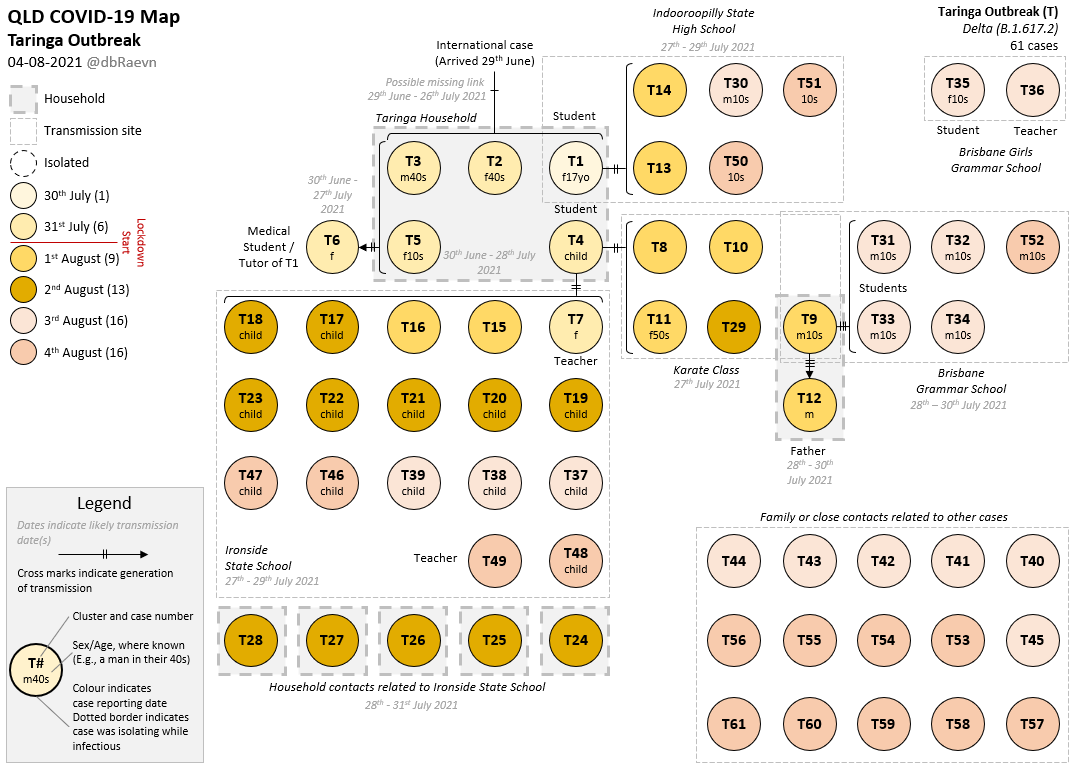 QLD COVID-19 Map
Taringa Outbreak
04-08-2021 @dbRaevn
Household
Transmission site
Isolated
30th July (1)
31st July (6)
Lockdown
Start
1st August (9)
2nd August (13)
3rd August (16)
4th August (16)
International case
(Arrived 29th June)
Possible missing link
29th June - 26th July 2021
Taringa Household
Student
T3
m40s
T2
f40s
T1
f17yo
30th June -
27th July
2021
Student
Medical
Student /
Tutor of T1
T6
f
T5
f10s
30th June - 28th July
2021
T4
child
Indooroopilly State
High School
27th - 29th July 2021
T14
T30
m10s
T51
10s
T13
T50
10s
Taringa Outbreak (T)
Delta (B.1.617.2)
61 cases
T35
f10s
T36
Student
Teacher
Brisbane Girls
Grammar School
T8
T10
T11
f50s
T29
Karate Class
27th July 2021
T9
m10s
T12
m
Father
28th - 30th
July 2021
T31
m10s
T32
m10s
T52
m10s
Students
T33
m10s
T34
m10s
Brisbane
Grammar School
28th – 30th July 2021
T18
child
T17
child
T16
T15
T7
f
Teacher
T23
child
T22
child
T21
child
T20
child
T19
child
T47
child
T46
child
T39
child
T38
child
T37
child
Ironside
State School
27th - 29th July 2021
Teacher
T49
T48
child
T28
T27
T26
T25
T24
Household contacts related to Ironside State School
28th - 31st July 2021
Family or close contacts related to other cases
T44
T43
T42
T41
T40
T56
T55
T54
T53
T45
T61
T60
T59
T58
T57
Legend
Dates indicate likely transmission
date(s)
Cross marks indicate generation
of transmission
Cluster and case number
Sex/Age, where known
(E.g., a man in their 40s)
T#
m40s
Colour indicates
case reporting date
Dotted border indicates
case was isolating while
infectious